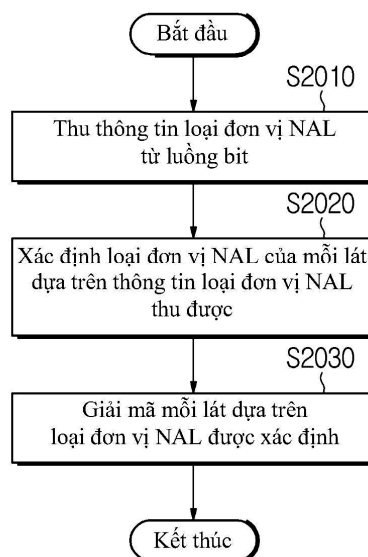 Bắt đầu
S2010
Thu thông tin loại đơn vị NAL
từ luồng bit
S2020
Xác định loại đơn vị NAL của mỗi lát
dựa trên thông tin loại đơn vị NAL
thu được
S2030
Giải mã mỗi lát dựa trên
loại đơn vị NAL được xác định
Kết thúc